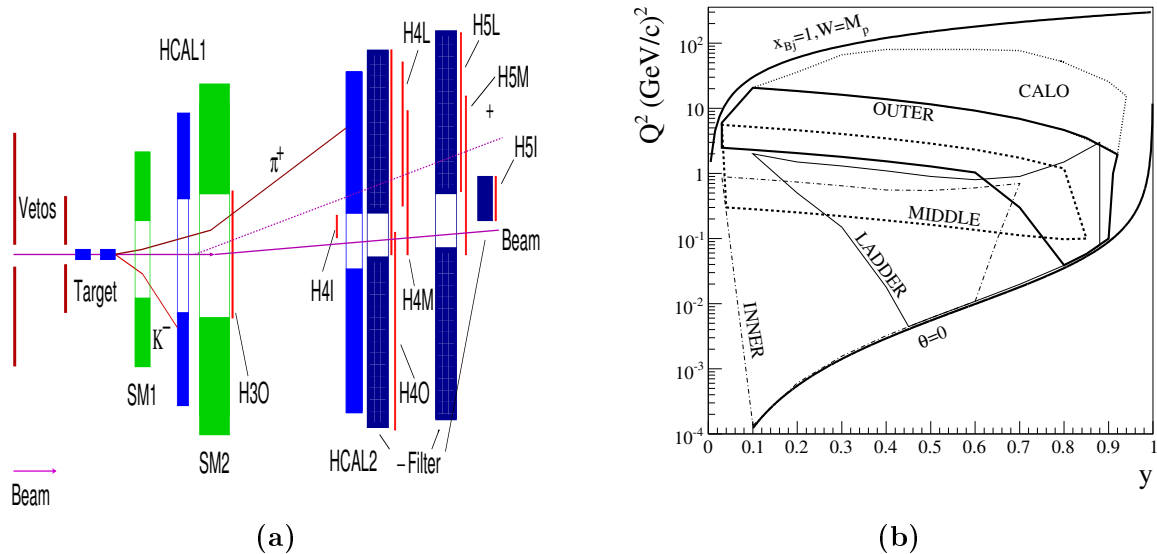 HCAL1
H4L
H5L
H5M
+
H5I
π+
Vetos
Target
Beam
H4I
H4M
K−
SM1
H3O
H4O
SM2
HCAL2
−Filter
Beam
(a)
Q² (GeV/c)²
10²
10
1
10⁻¹
10⁻²
10⁻³
10⁻⁴
x_Bj=1,W=M_p
CALO
OUTER
MIDDLE
LADDER
INNER
θ=0
0 0.1 0.2 0.3 0.4 0.5 0.6 0.7 0.8 0.9 1
y
(b)